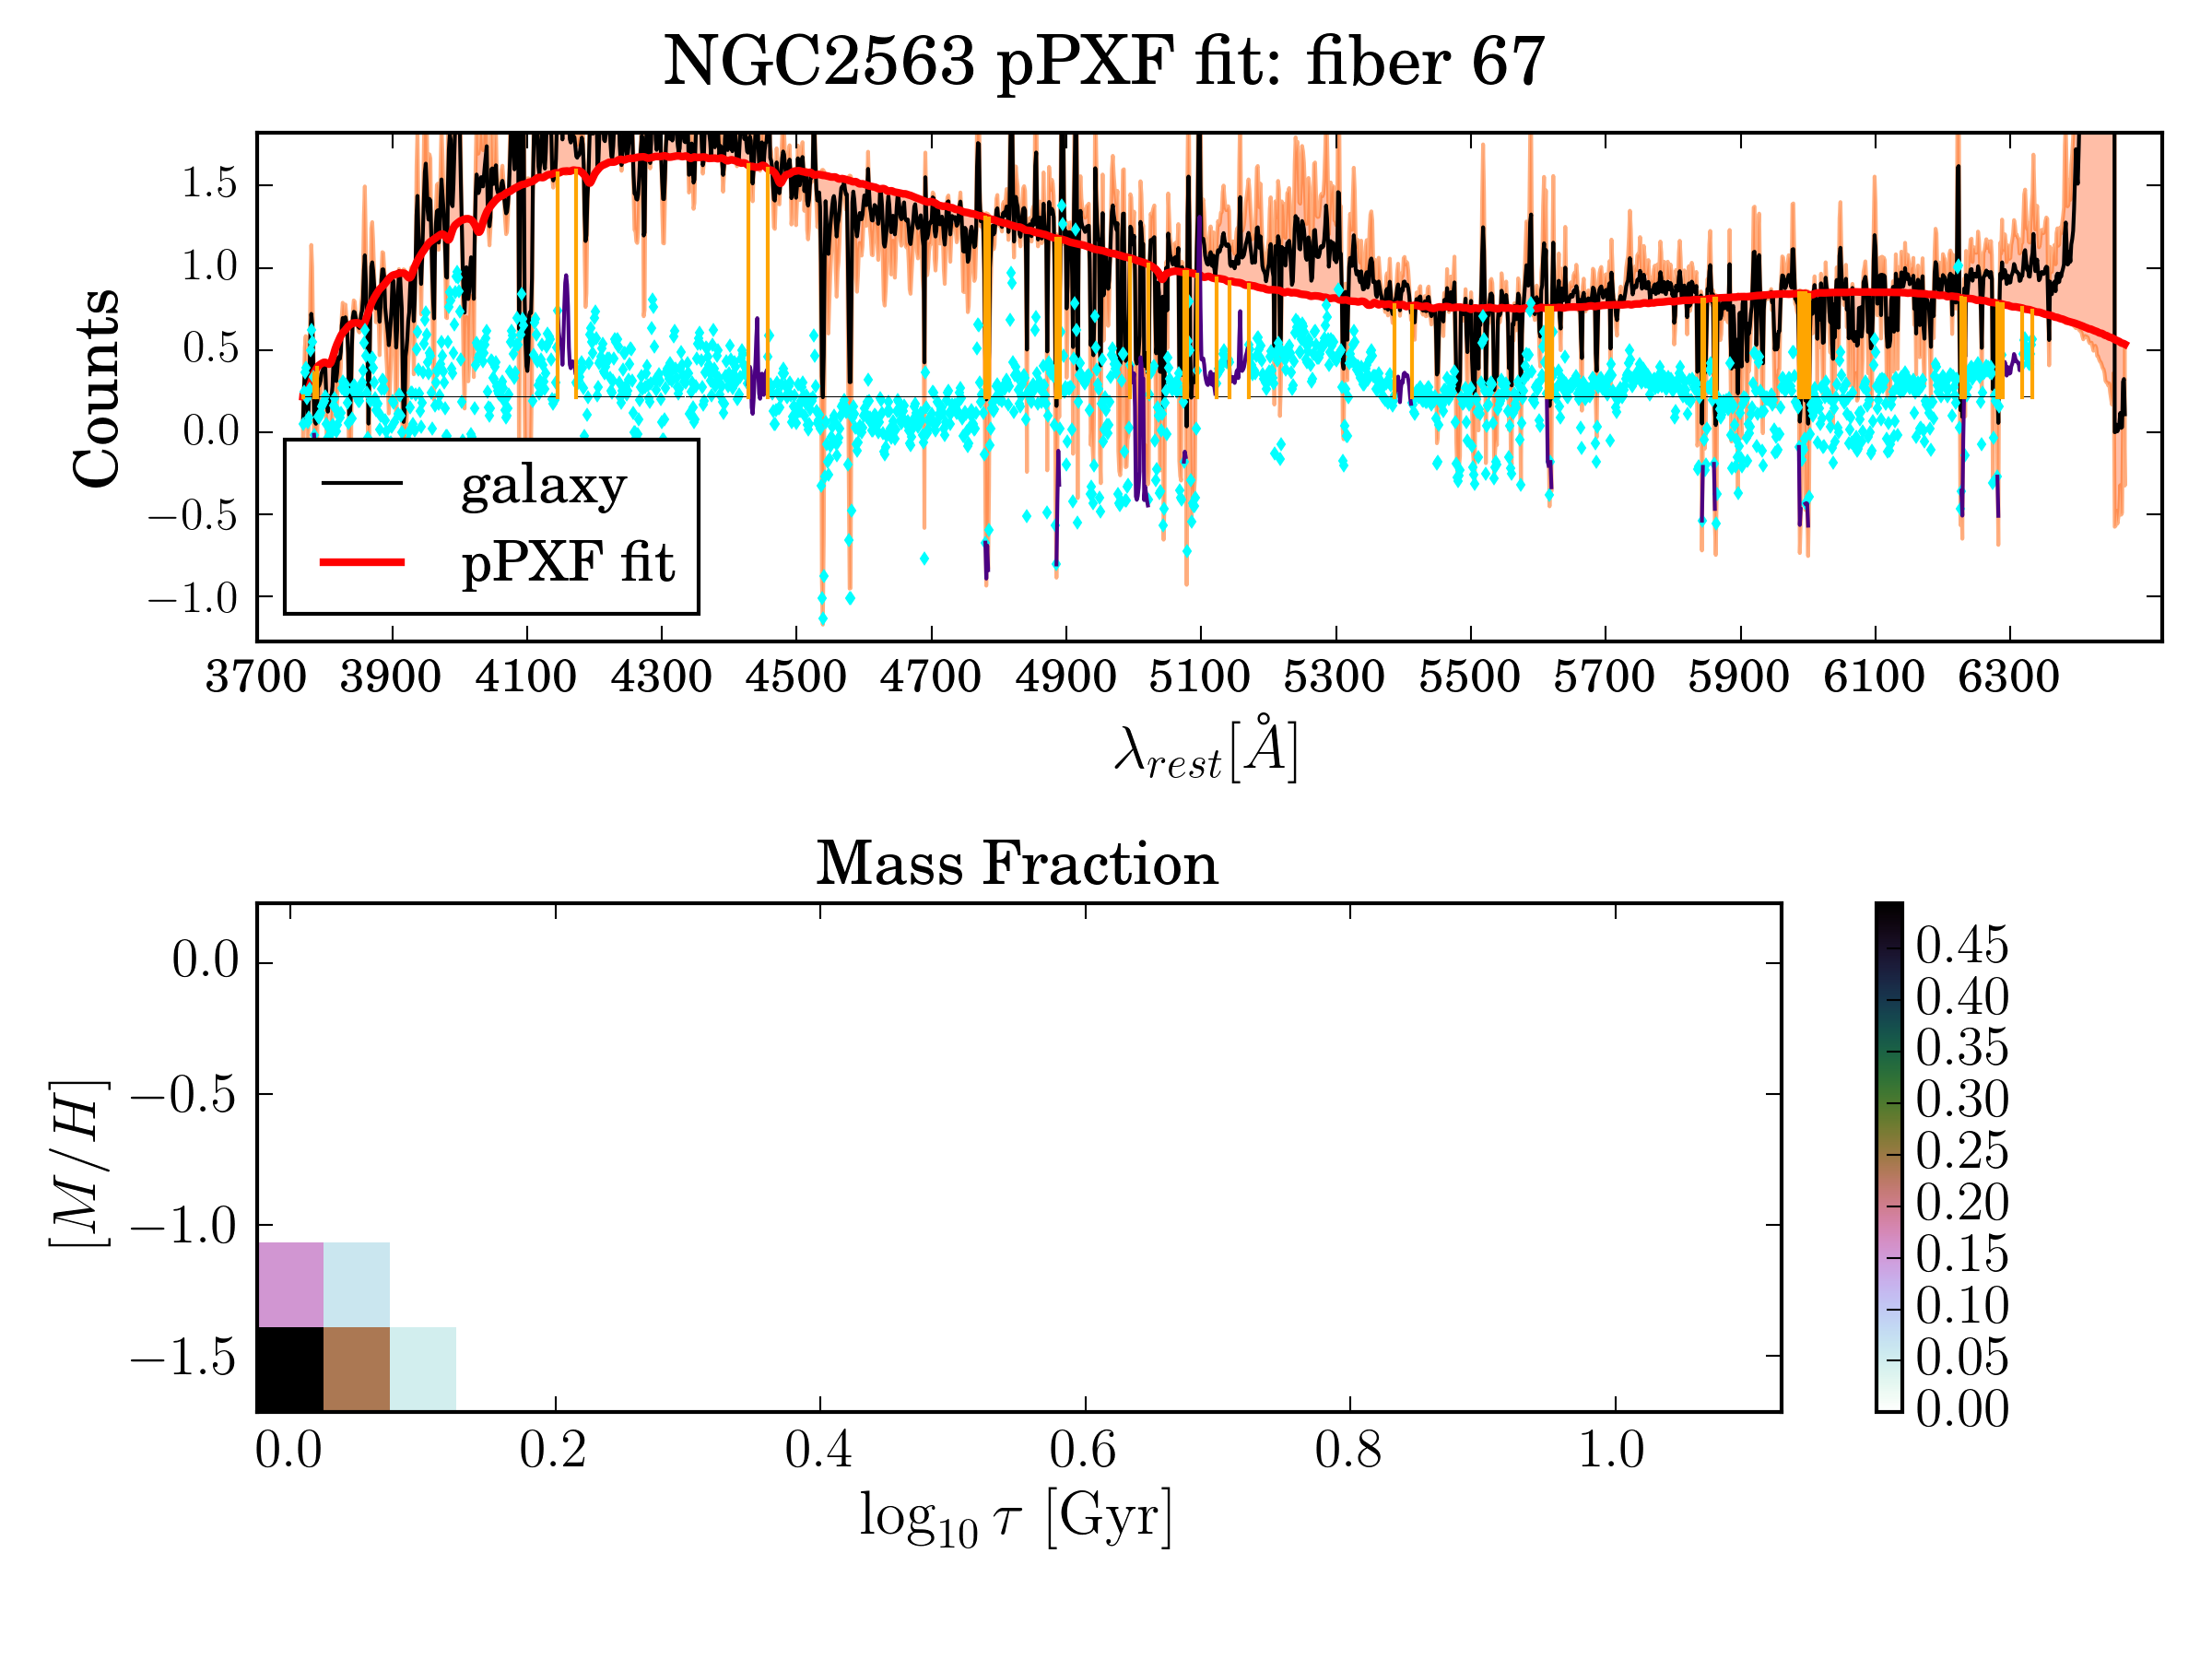 NGC2563 pPXF fit: fiber 67
Counts
1.5
1.0
0.5
0.0
−0.5
−1.0
galaxy
pPXF fit
3700 3900 4100 4300 4500 4700 4900 5100 5300 5500 5700 5900 6100 6300
λrest[Å]
Mass Fraction
[M/H]
0.0
−0.5
−1.0
−1.5
0.0 0.2 0.4 0.6 0.8 1.0
log10 τ [Gyr]
0.45
0.40
0.35
0.30
0.25
0.20
0.15
0.10
0.05
0.00